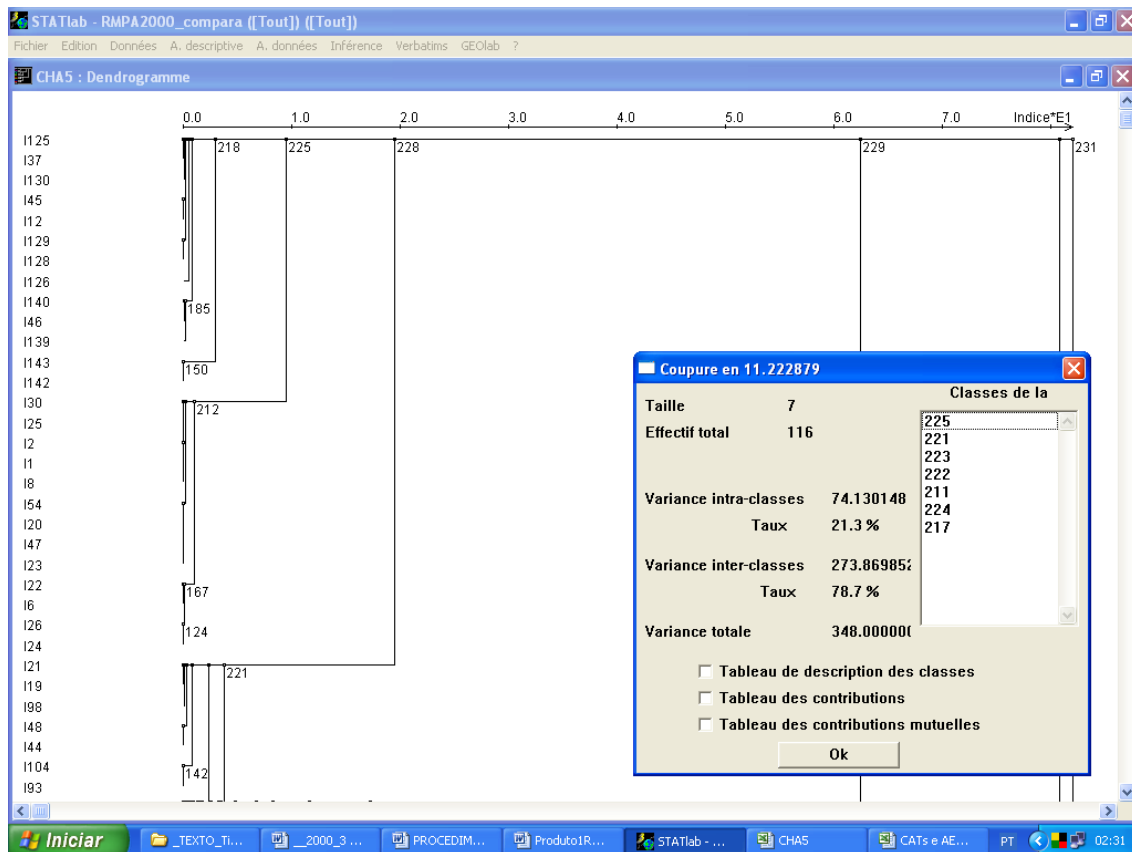 STATlab - RMPA2000_compara ([Tout]) ([Tout])
Fichier Edition Données A. descriptive A. données Inférence Verbatims GEOlab ?
CHA5 : Dendrogramme
0.0 1.0 2.0 3.0 4.0 5.0 6.0 7.0 Indice*E1
I125 218 225 228 229 231
I37
I130
I45
I12
I129
I128
I126
I140
185
I46
I139
I143
150
I142
I30
212
I25
I2
I1
I8
I54
I20
I47
I23
I22
167
I6
I26
124
I24
I21
221
I19
I98
I48
I44
I104
142
I93
Coupure en 11.222879
Taille 7
Effectif total 116
Variance intra-classes 74.130148
Taux 21.3 %
Variance inter-classes 273.869852
Taux 78.7 %
Variance totale 348.000000
Classes de la
225
221
223
222
211
224
217
Tableau de description des classes
Tableau des contributions
Tableau des contributions mutuelles
Ok
Iniciar _TEXTO_Ti... __2000_3 ... PROCEDIM... Produto1R... STATlab - ... CHA5 CATs e AE... PT 02:31